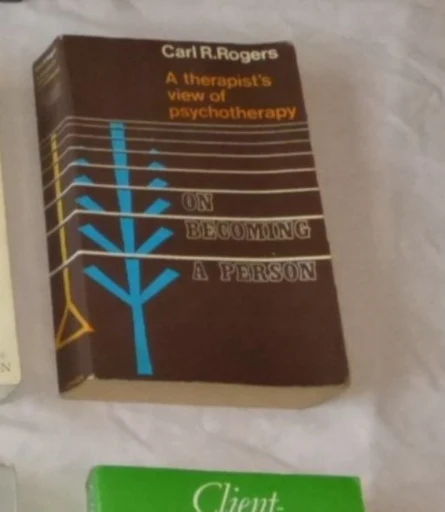 Carl R.Rogers
A therapist's
view of
psychotherapy
ON
BECOMING
A PERSON
Client-